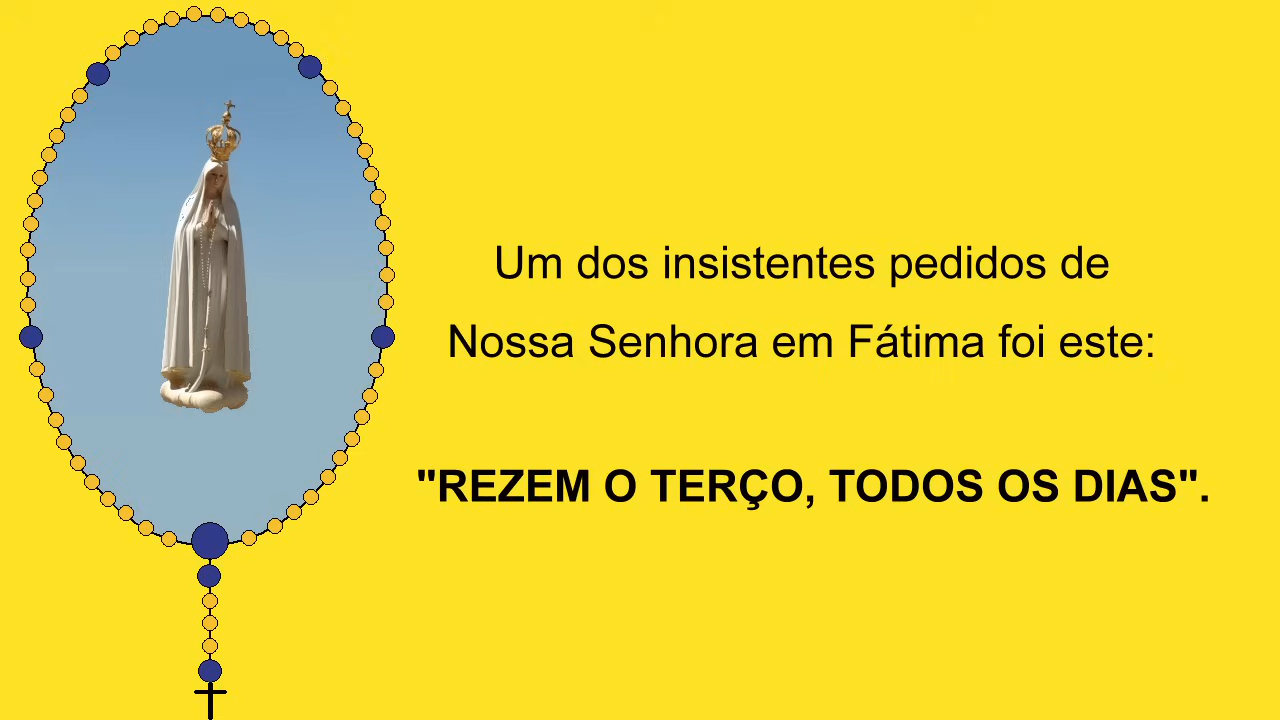 Um dos insistentes pedidos de
Nossa Senhora em Fátima foi este:
"REZEM O TERÇO, TODOS OS DIAS".